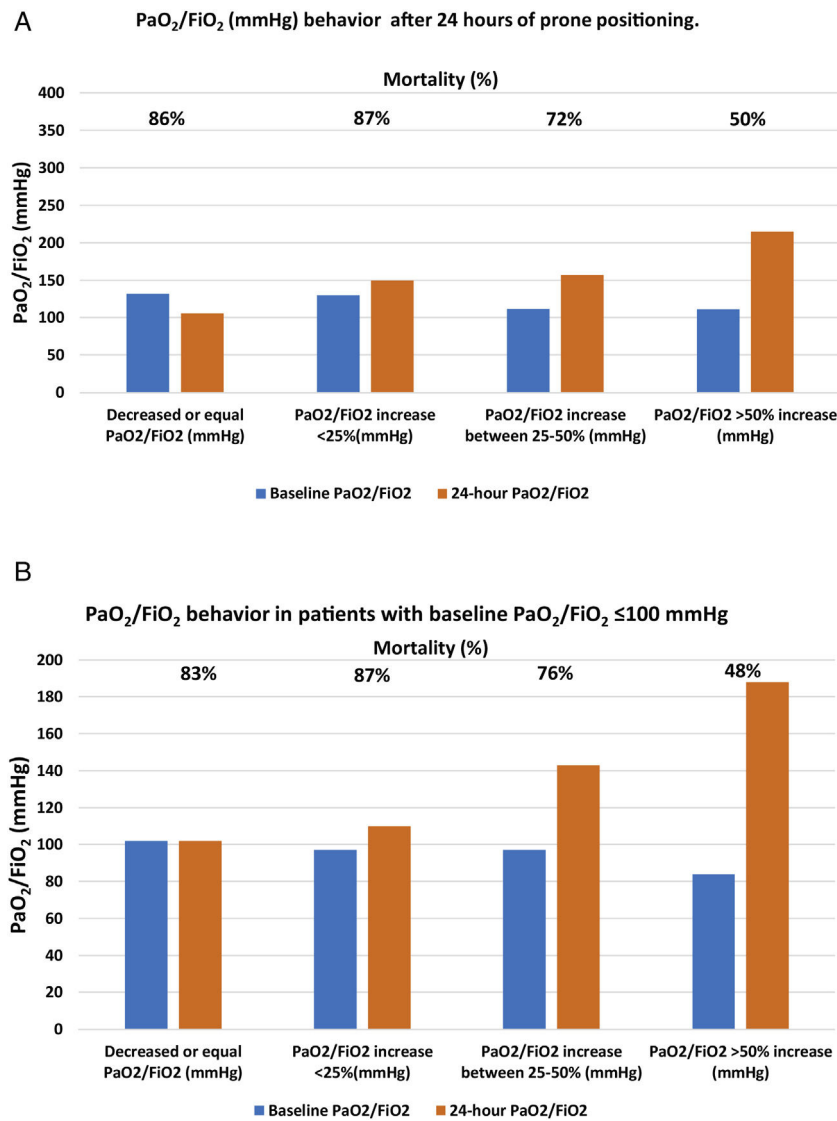 A
PaO₂/FiO₂ (mmHg) behavior after 24 hours of prone positioning.
Mortality (%)
86% 87% 72% 50%
400
350
300
250
200
150
100
50
0
PaO₂/FiO₂ (mmHg)
Decreased or equal
PaO2/FiO2 (mmHg)
PaO2/FiO2 increase
<25%(mmHg)
PaO2/FiO2 increase
between 25-50% (mmHg)
PaO2/FiO2 >50% increase
(mmHg)
Baseline PaO2/FiO2 24-hour PaO2/FiO2
B
PaO₂/FiO₂ behavior in patients with baseline PaO₂/FiO₂ ≤100 mmHg
Mortality (%)
83% 87% 76% 48%
200
180
160
140
120
100
80
60
40
20
0
PaO₂/FiO₂ (mmHg)
Decreased or equal
PaO2/FiO2 (mmHg)
PaO2/FiO2 increase
<25%(mmHg)
PaO2/FiO2 increase
between 25-50% (mmHg)
PaO2/FiO2 >50% increase
(mmHg)
Baseline PaO2/FiO2 24-hour PaO2/FiO2